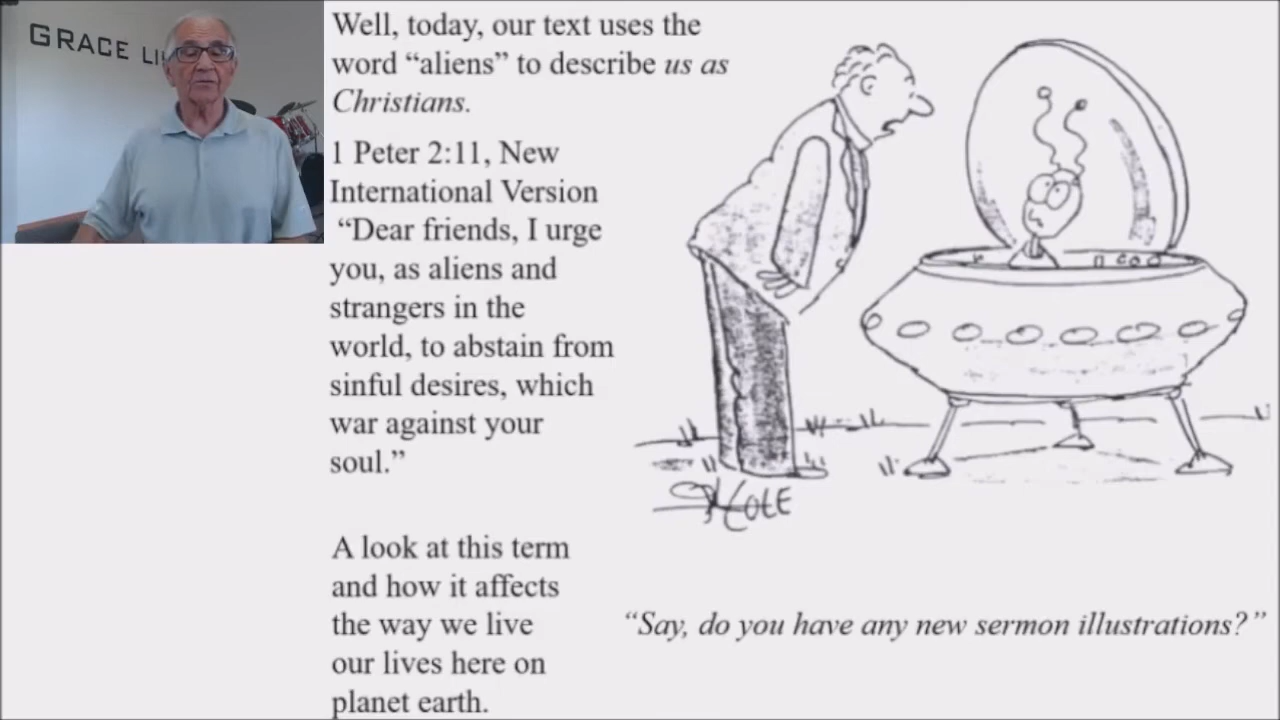 GRACE LI
Well, today, our text uses the
word “aliens” to describe us as
Christians.
1 Peter 2:11, New
International Version
“Dear friends, I urge
you, as aliens and
strangers in the
world, to abstain from
sinful desires, which
war against your
soul.”
A look at this term
and how it affects
the way we live
our lives here on
planet earth.
COLE
“Say, do you have any new sermon illustrations?”